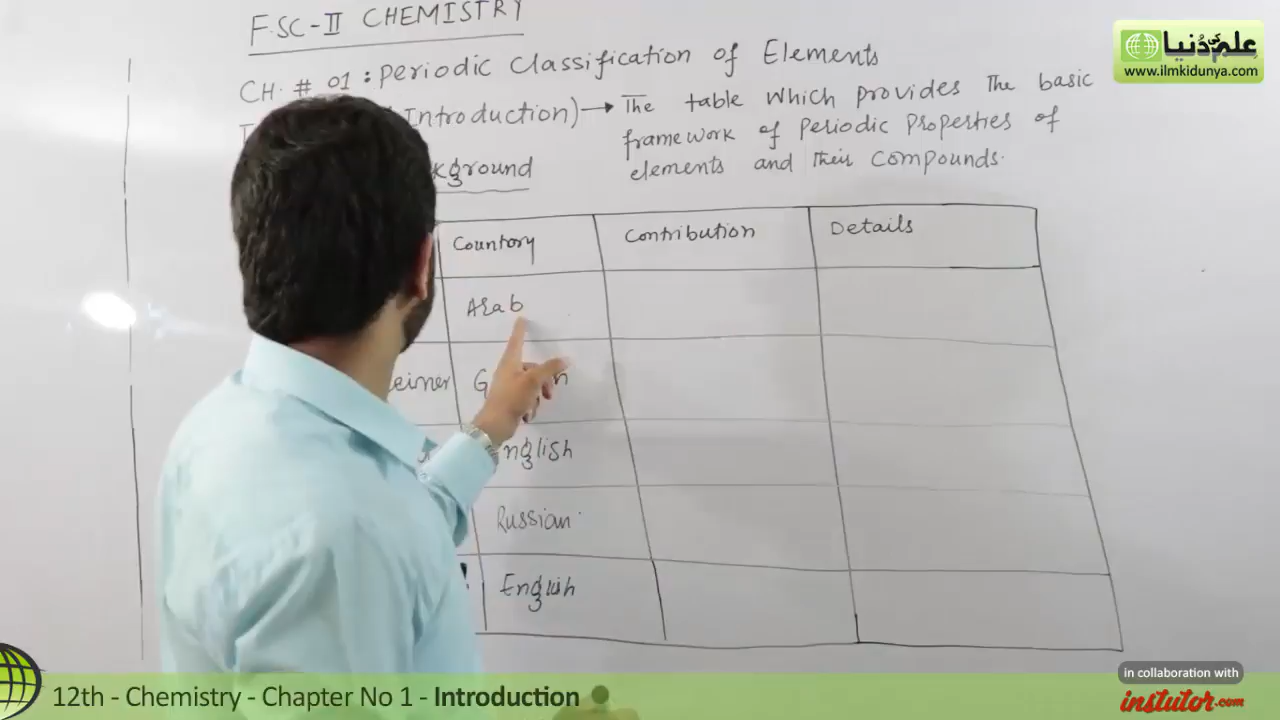 F.SC-II CHEMISTRY
CH. # 01 : Periodic Classification of Elements
Introduction) → The table which provides the basic
framework of periodic properties of
elements and their compounds.
kground
Countory Contribution Details
Arab
einer G n
nglish
Russian
English
علم کی دُنیا
www.ilmkidunya.com
in collaboration with
instutor.com
12th - Chemistry - Chapter No 1 - Introduction